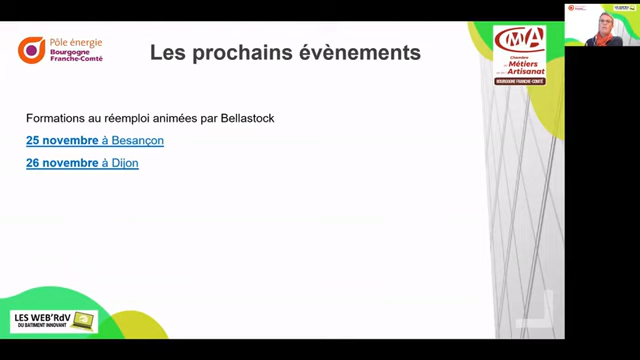 Pôle énergie
Bourgogne
Franche-Comté
Les prochains évènements
CMA
Chambre
de Métiers
et de
l'Artisanat
BOURGOGNE FRANCHE-COMTÉ
Formations au réemploi animées par Bellastock
25 novembre à Besançon
26 novembre à Dijon
LES WEB'RdV
DU BATIMENT INNOVANT